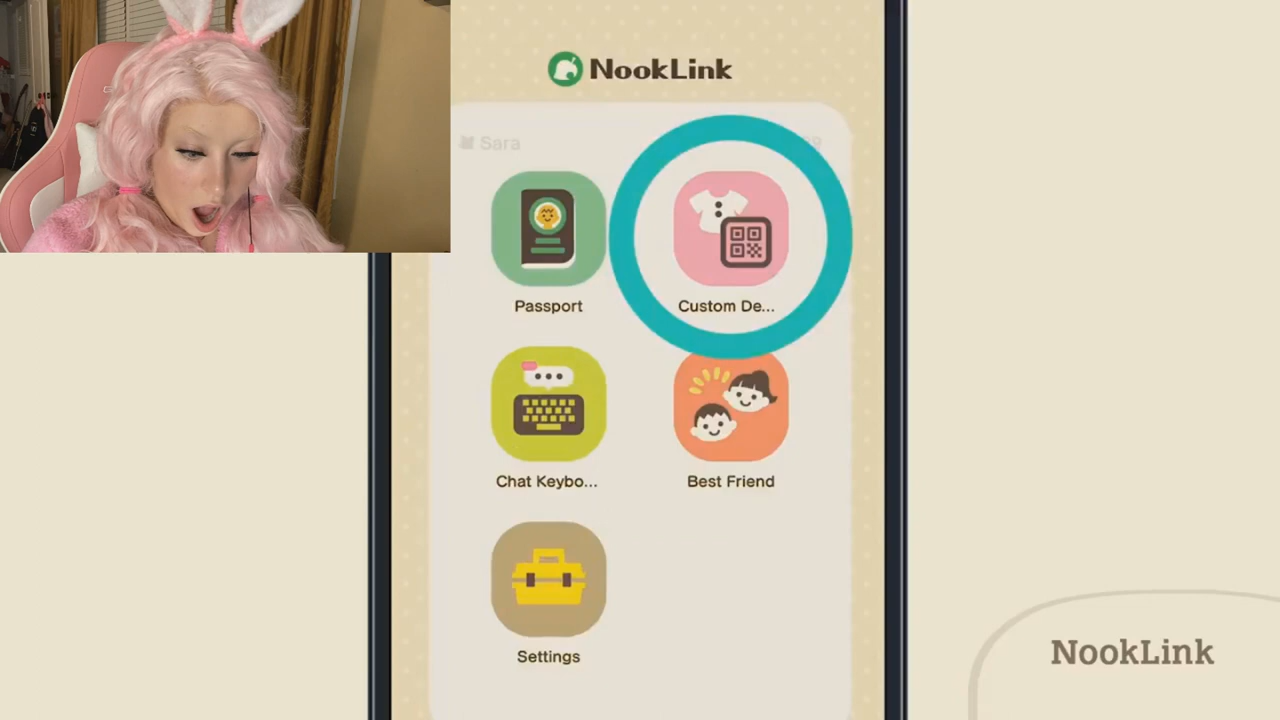 NookLink
Sara
Passport
Custom De...
Chat Keybo...
Best Friend
Settings
NookLink